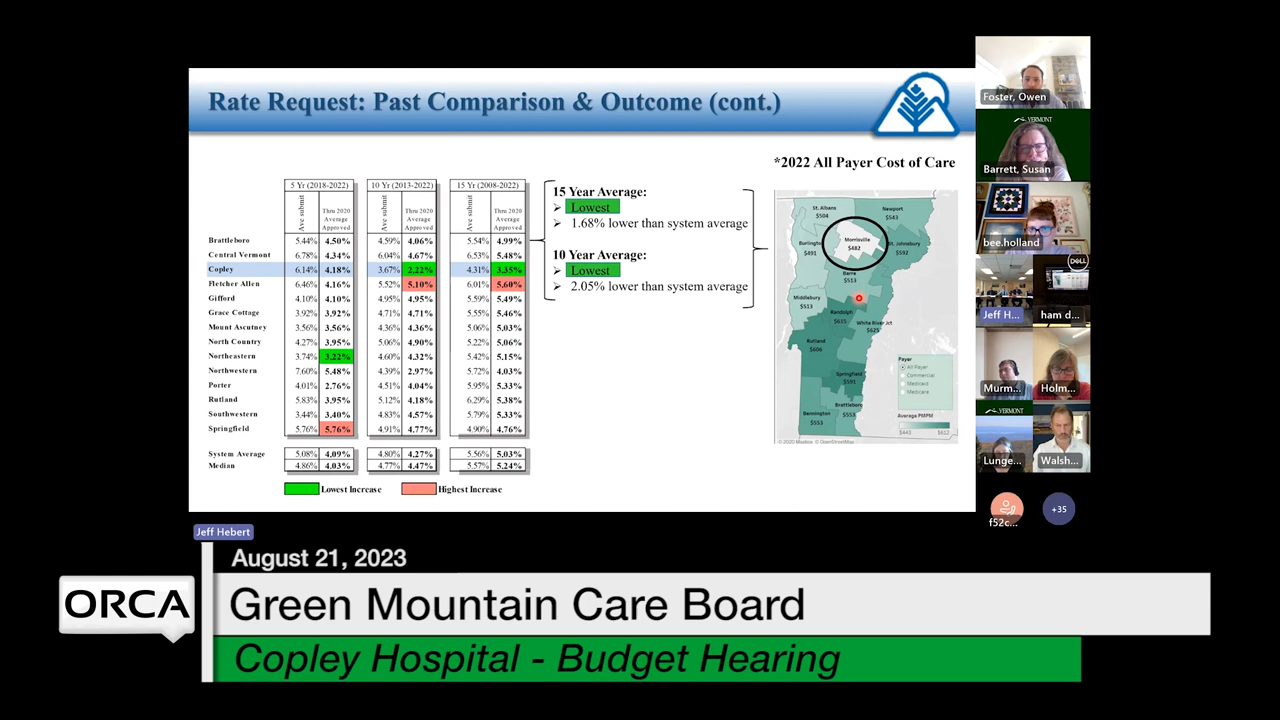 Rate Request: Past Comparison & Outcome (cont.)
*2022 All Payer Cost of Care
5 Yr (2018-2022) 10 Yr (2013-2022) 15 Yr (2008-2022)
Ave submit Thru 2020 Average Approved Ave submit Thru 2020 Average Approved Ave submit Thru 2020 Average Approved
Brattleboro 5.44% 4.50% 4.59% 4.06% 5.54% 4.99%
Central Vermont 6.78% 4.34% 6.04% 4.67% 6.53% 5.48%
Copley 6.14% 4.18% 3.67% 2.22% 4.31% 3.35%
Fletcher Allen 6.46% 4.16% 5.52% 5.10% 6.01% 5.60%
Gifford 4.10% 4.10% 4.95% 4.95% 5.59% 5.49%
Grace Cottage 3.92% 3.92% 4.71% 4.71% 5.55% 5.46%
Mount Ascutney 3.56% 3.56% 4.36% 4.36% 5.06% 5.03%
North Country 4.27% 3.95% 5.06% 4.90% 5.22% 5.06%
Northeastern 3.74% 3.22% 4.60% 4.32% 5.42% 5.15%
Northwestern 7.60% 5.48% 4.39% 2.97% 5.72% 4.03%
Porter 4.01% 2.76% 4.51% 4.04% 5.95% 5.33%
Rutland 5.83% 3.95% 5.12% 4.18% 6.29% 5.38%
Southwestern 3.44% 3.40% 4.83% 4.57% 5.79% 5.33%
Springfield 5.76% 5.76% 4.91% 4.77% 4.90% 4.76%
System Average 5.08% 4.09% 4.80% 4.27% 5.56% 5.03%
Median 4.86% 4.03% 4.77% 4.47% 5.57% 5.24%
Lowest Increase Highest Increase
15 Year Average:
➢ Lowest
➢ 1.68% lower than system average
10 Year Average:
➢ Lowest
➢ 2.05% lower than system average
St. Albans
$504
Newport
$543
Burlington
$491
Morrisville
$482
St. Johnsbury
$592
Barre
$513
Middlebury
$513
Randolph
$615
White River Jct
$625
Rutland
$606
Springfield
$591
Bennington
$553
Brattleboro
$553
Payer
All Payer
Commercial
Medicaid
Medicare
Average PMPM
$443 $612
© 2020 Mapbox © OpenStreetMap
Foster, Owen
VERMONT
Barrett, Susan
bee.holland
DELL
Jeff H...
ham d...
Murm...
Holm...
VERMONT
Lunge...
Walsh...
f52c...
+35
Jeff Hebert
August 21, 2023
ORCA
Green Mountain Care Board
Copley Hospital - Budget Hearing